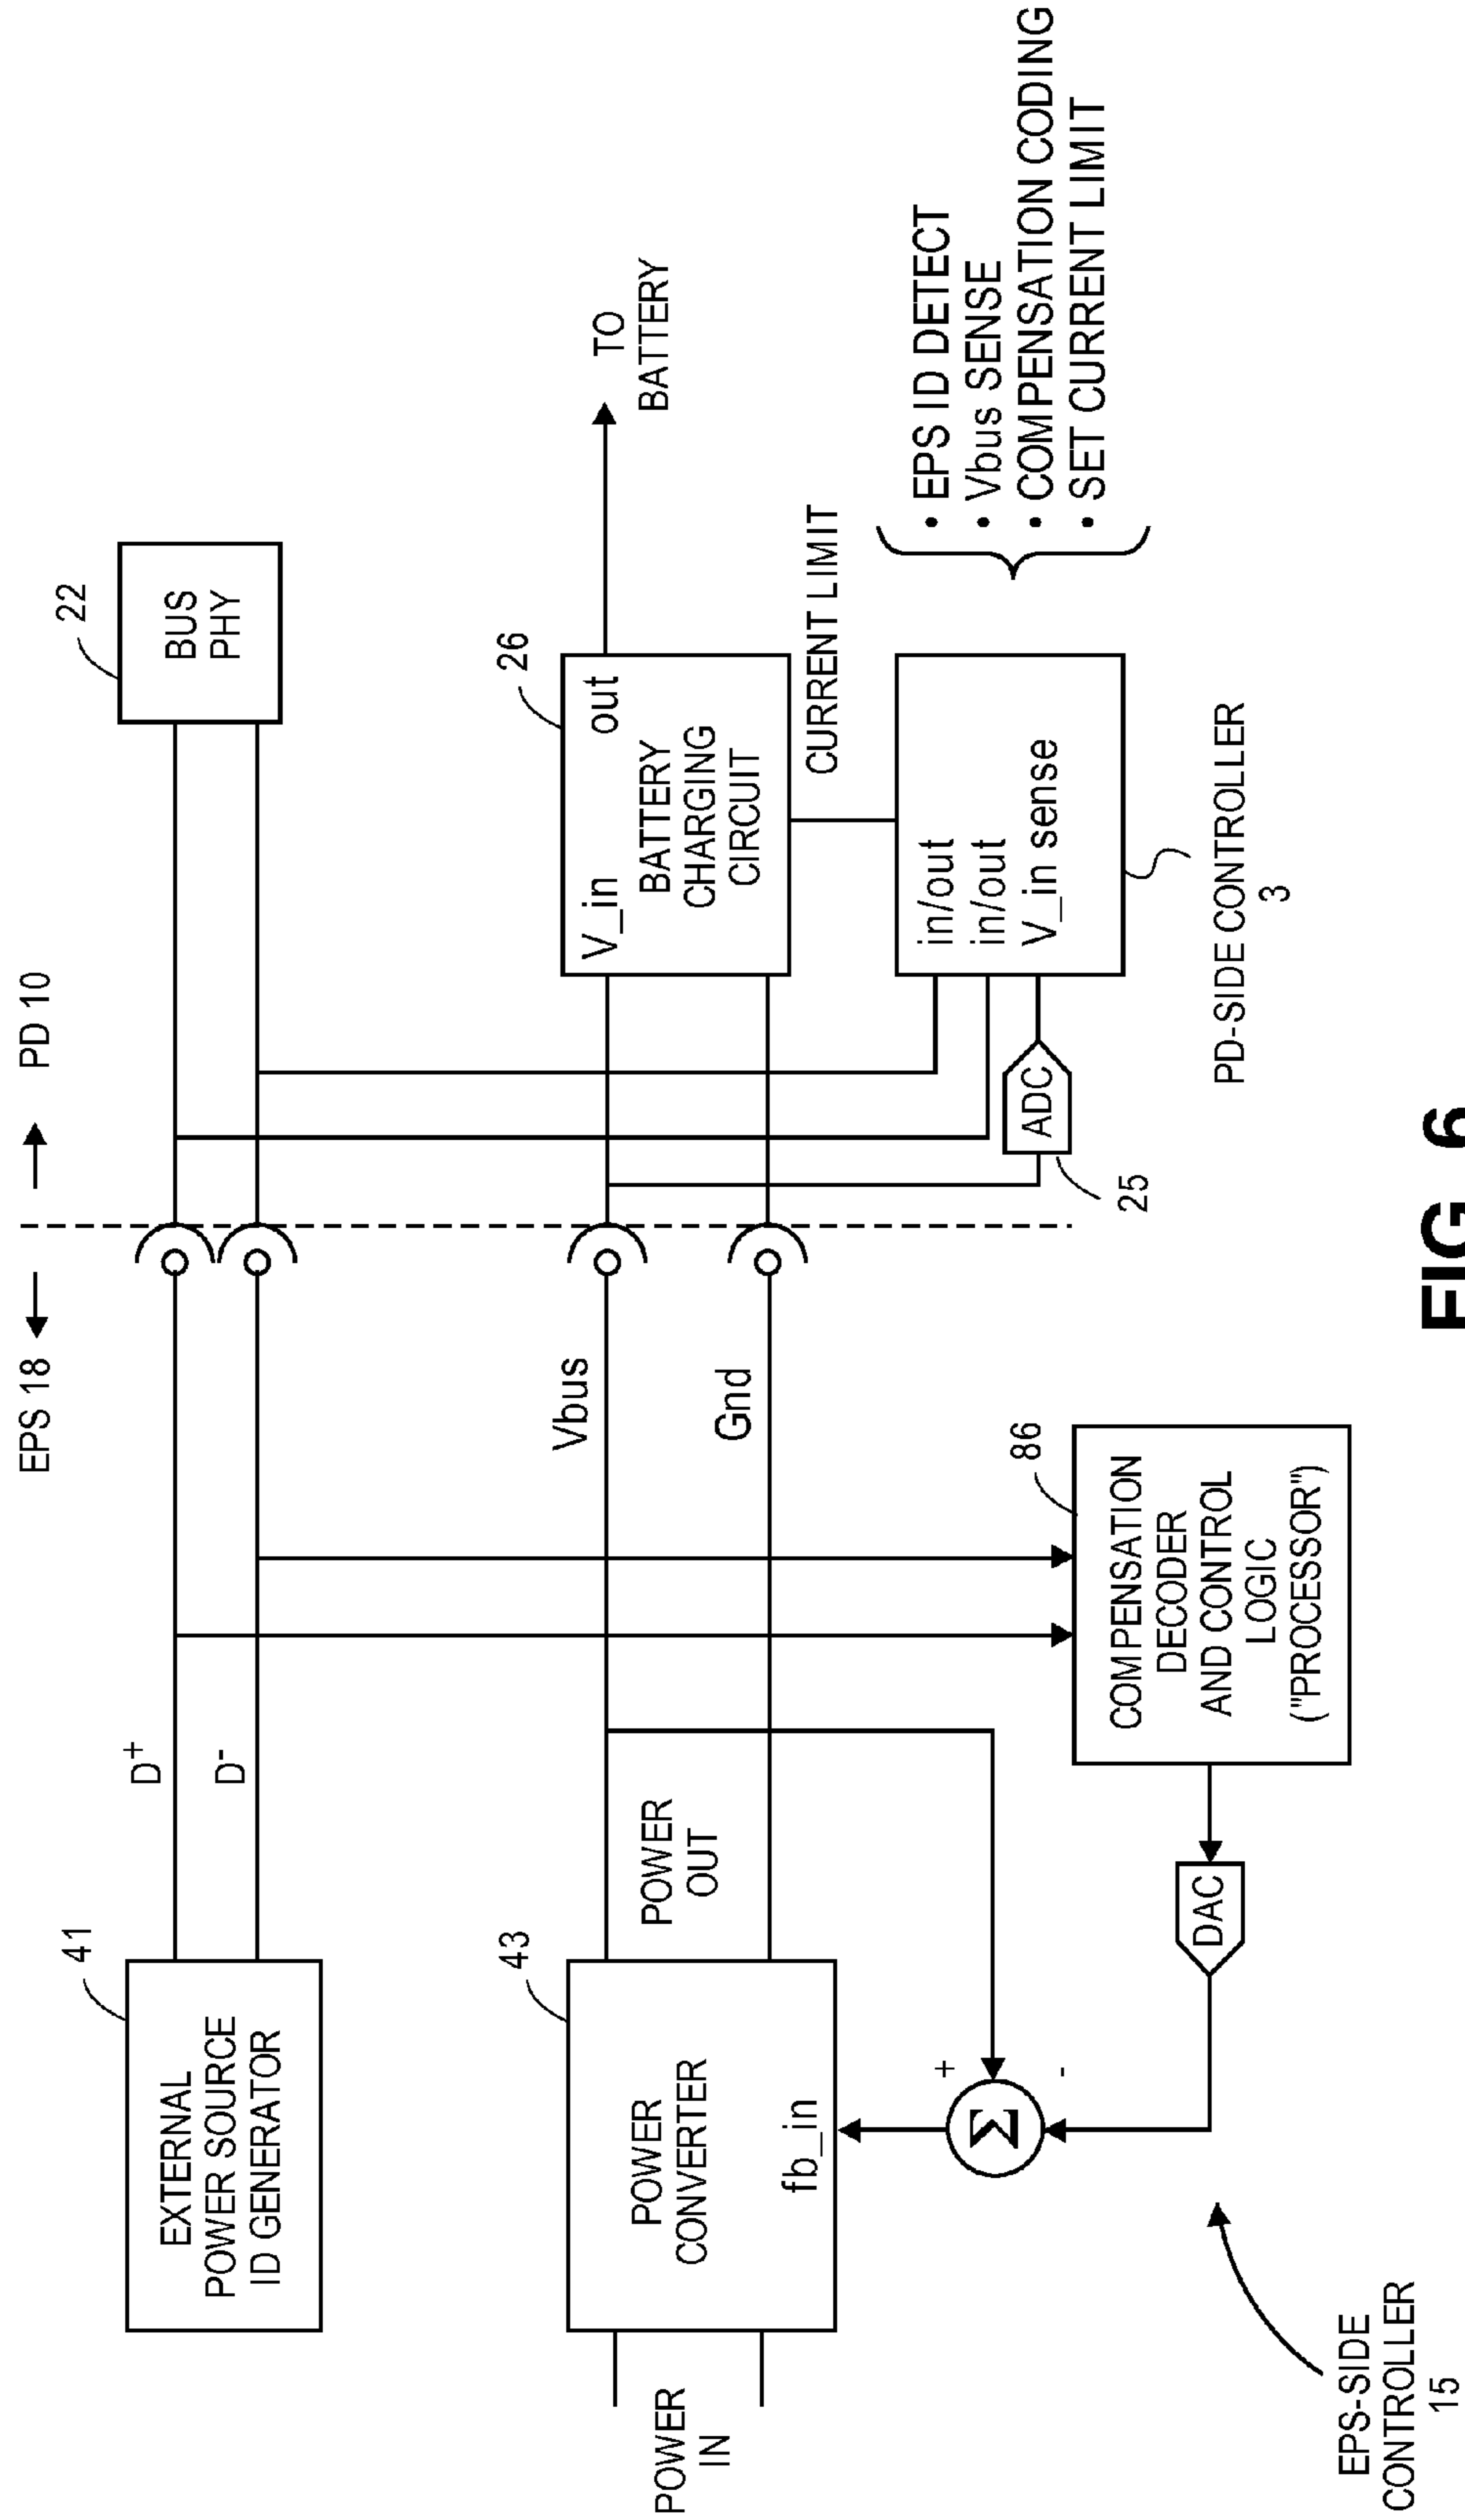 EPS 18
PD 10
41
EXTERNAL
POWER SOURCE
ID GENERATOR
D+
D-
22
BUS
PHY
43
POWER
IN
POWER
CONVERTER
fb_in
POWER
OUT
Vbus
Gnd
26
V_in
out
BATTERY
CHARGING
CIRCUIT
TO
BATTERY
CURRENT LIMIT
+
-
Σ
DAC
86
COMPENSATION
DECODER
AND CONTROL
LOGIC
("PROCESSOR")
ADC
25
in/out
in/out
V_in sense
• EPS ID DETECT
• Vbus SENSE
• COMPENSATION CODING
• SET CURRENT LIMIT
PD-SIDE CONTROLLER
3
EPS-SIDE
CONTROLLER
15
FIG. 6